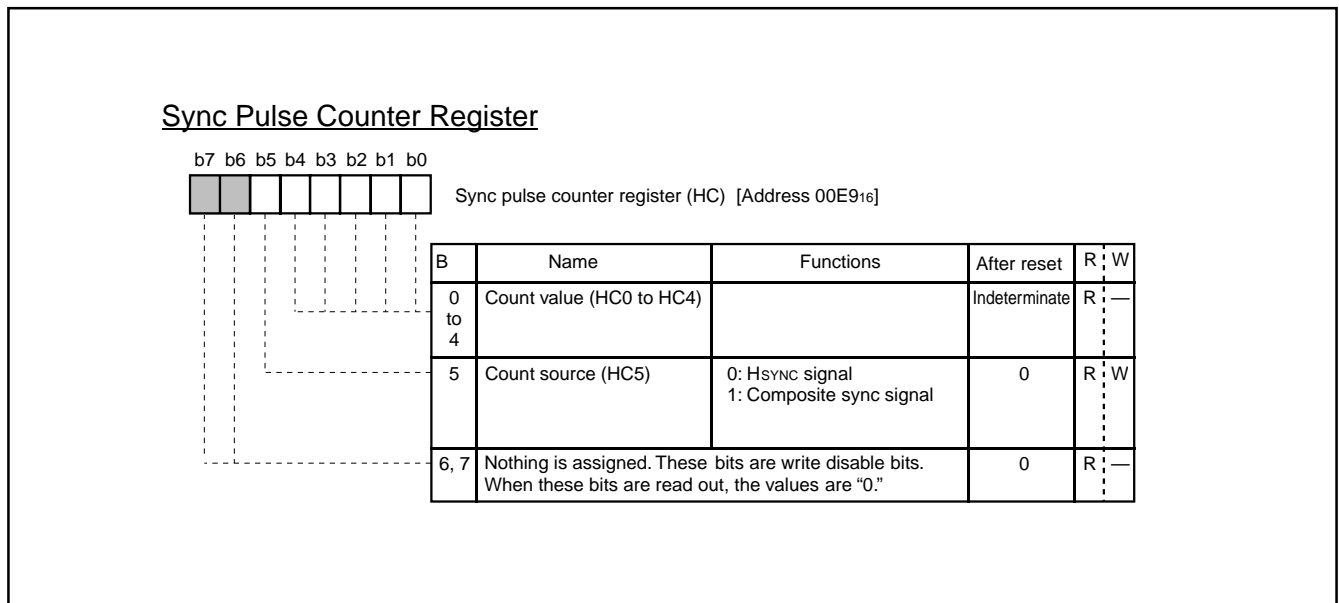 Sync Pulse Counter Register
b7 b6 b5 b4 b3 b2 b1 b0
Sync pulse counter register (HC) [Address 00E916]
B Name Functions After reset R W
0 to 4 Count value (HC0 to HC4) Indeterminate R —
5 Count source (HC5) 0: HSYNC signal 0 R W
1: Composite sync signal
6, 7 Nothing is assigned. These bits are write disable bits. 0 R —
When these bits are read out, the values are “0.”